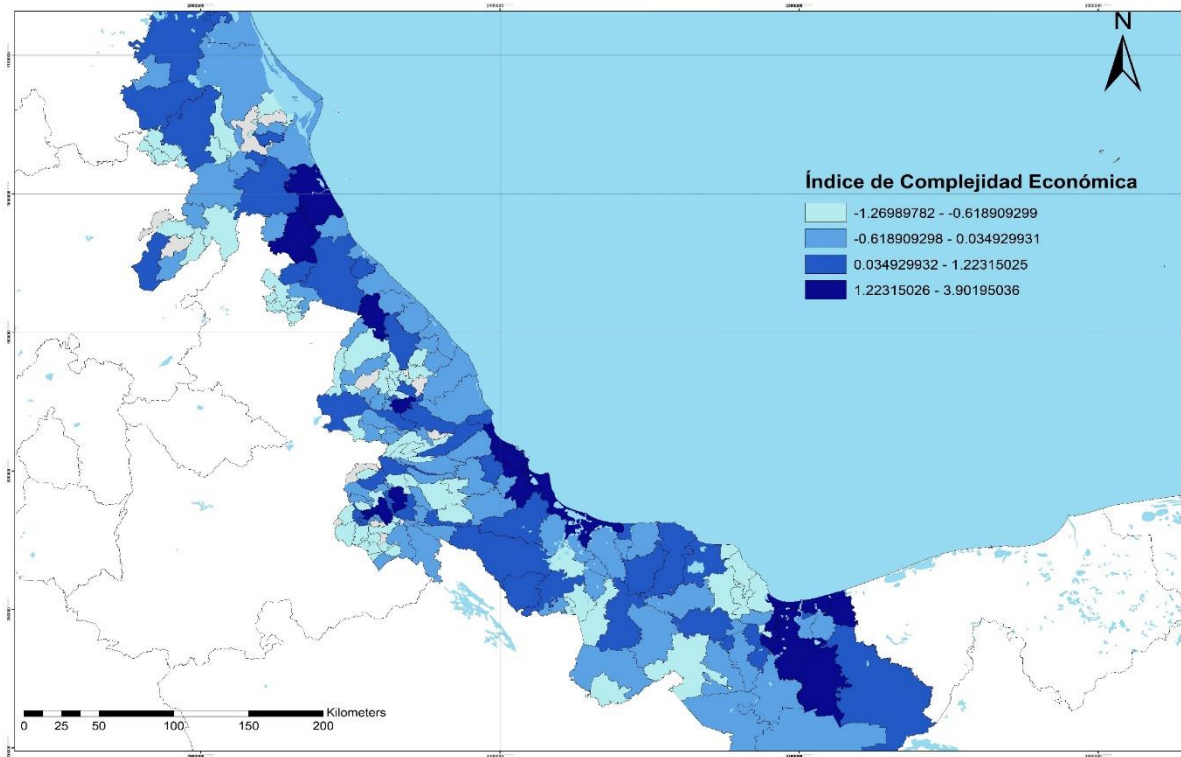 N
Índice de Complejidad Económica
-1.26989782 - -0.618909299
-0.618909298 - 0.034929931
0.034929932 - 1.22315025
1.22315026 - 3.90195036
Kilometers
0 25 50 100 150 200